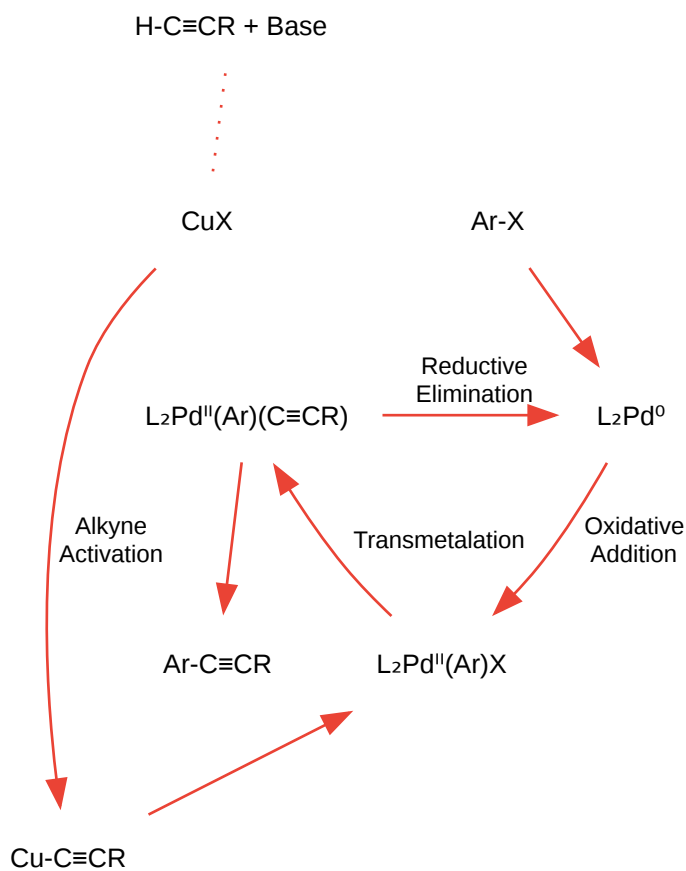 H-C≡CR + Base
CuX
Ar-X
Reductive
Elimination
L₂Pdᴵᴵ(Ar)(C≡CR)
L₂Pd⁰
Alkyne
Activation
Transmetalation
Oxidative
Addition
Ar-C≡CR
L₂Pdᴵᴵ(Ar)X
Cu-C≡CR